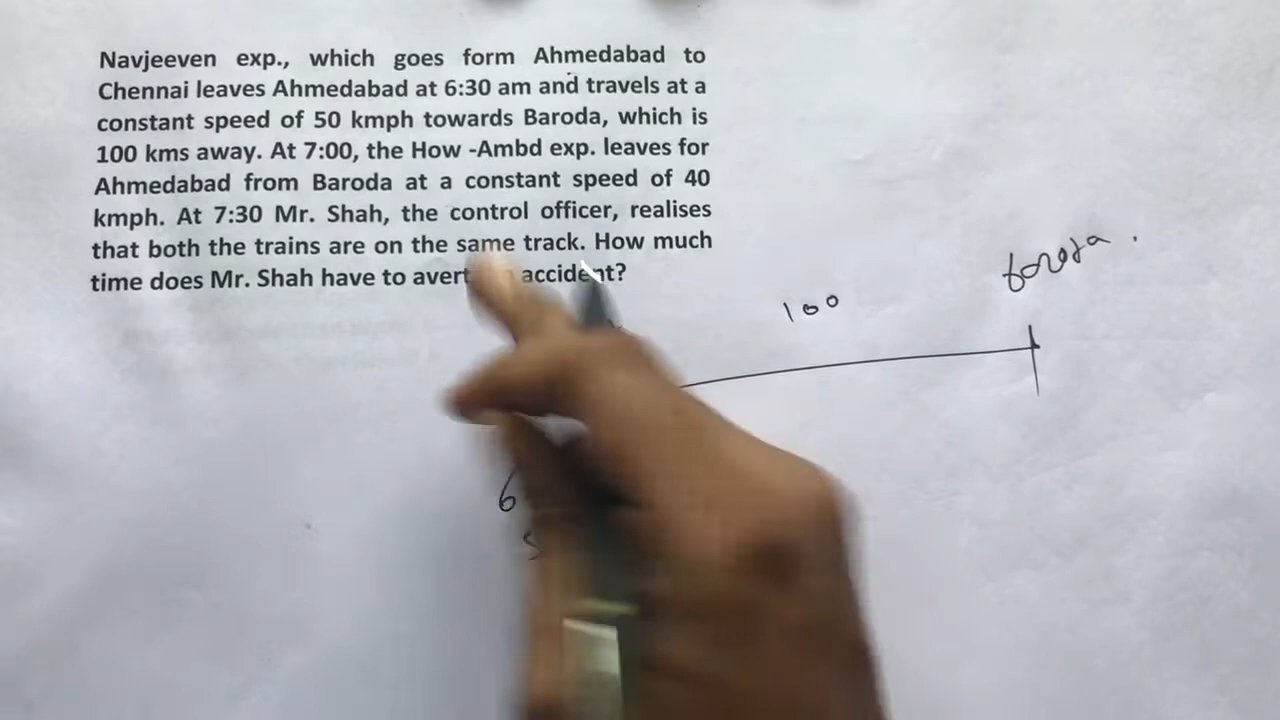 Navjeeven exp., which goes form Ahmedabad to
Chennai leaves Ahmedabad at 6:30 am and travels at a
constant speed of 50 kmph towards Baroda, which is
100 kms away. At 7:00, the How -Ambd exp. leaves for
Ahmedabad from Baroda at a constant speed of 40
kmph. At 7:30 Mr. Shah, the control officer, realises
that both the trains are on the same track. How much
time does Mr. Shah have to avert accident?
100
6
5